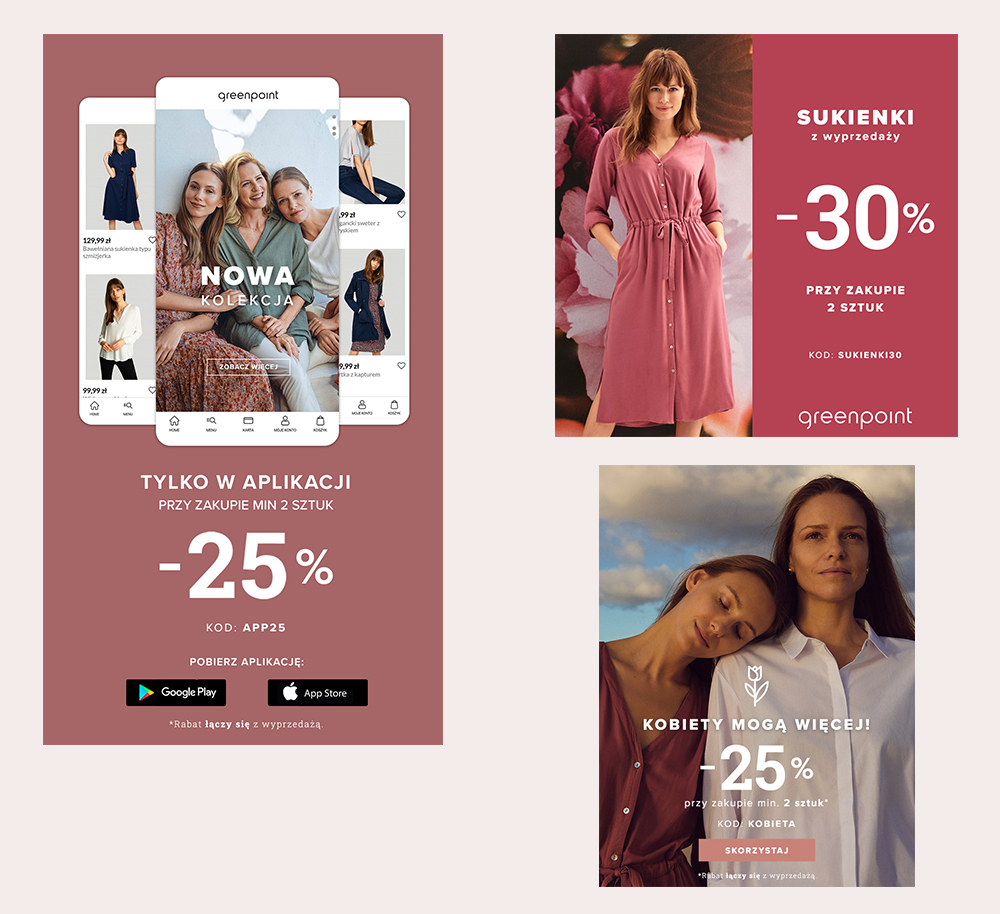 greenpoint
129,99 zł
Bawełniana sukienka typu
szmizjerka
99,99 zł
HOME
MENU
NOWA
KOLEKCJA
ZOBACZ WIĘCEJ
HOME
MENU
KARTA
MOJE KONTO
KOSZYK
,99 zł
gancki sweter z
yskiem
9,99 zł
rtka z kapturem
MOJE KONTO
KOSZYK
TYLKO W APLIKACJI
PRZY ZAKUPIE MIN 2 SZTUK
-25%
KOD: APP25
POBIERZ APLIKACJĘ:
Google Play
App Store
*Rabat łączy się z wyprzedażą.
SUKIENKI
z wyprzedaży
-30%
PRZY ZAKUPIE
2 SZTUK
KOD: SUKIENKI30
greenpoint
KOBIETY MOGĄ WIĘCEJ!
-25%
przy zakupie min. 2 sztuk*
KOD: KOBIETA
SKORZYSTAJ
*Rabat łączy się z wyprzedażą.